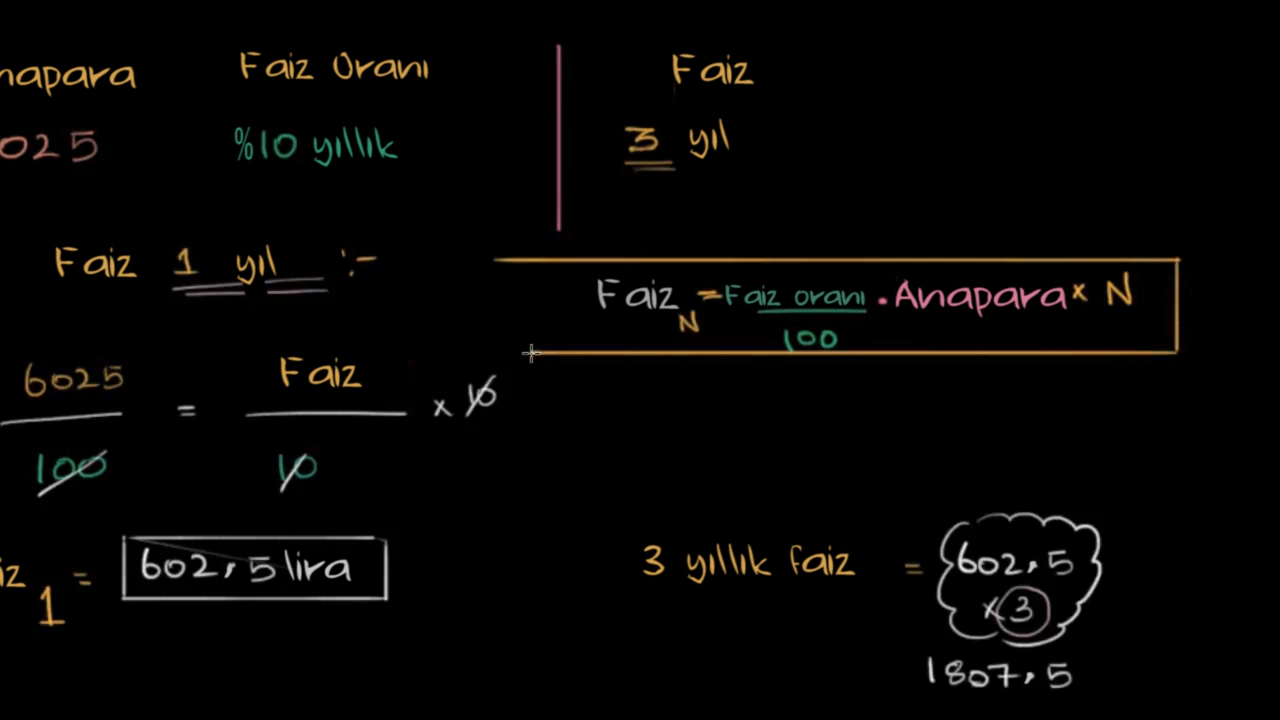 napara Faiz Oranı Faiz
025 %10 yıllık 3 yıl
Faiz 1 yıl :-
Faiz N = Faiz oranı / 100 . Anapara x N
6025 / 100 = Faiz / 10 x 10
iz 1 = 602,5 lira
3 yıllık faiz = 602,5
x 3
1807,5